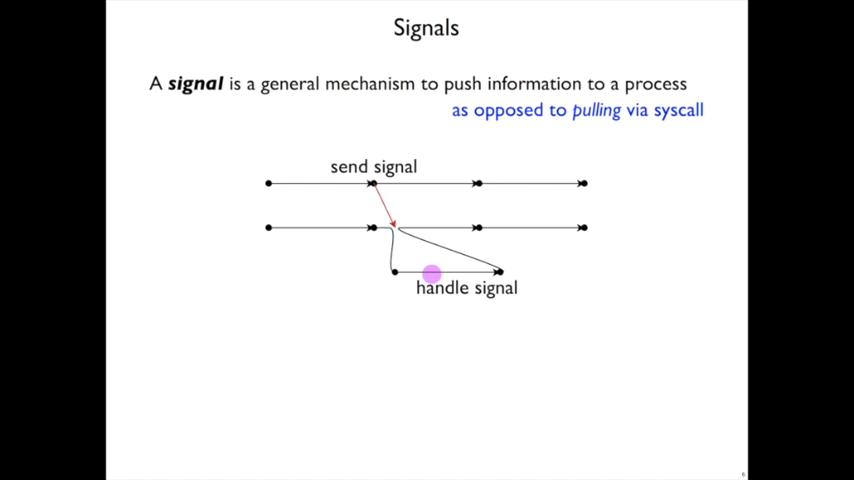 Signals
A signal is a general mechanism to push information to a process
as opposed to pulling via syscall
send signal
handle signal
6